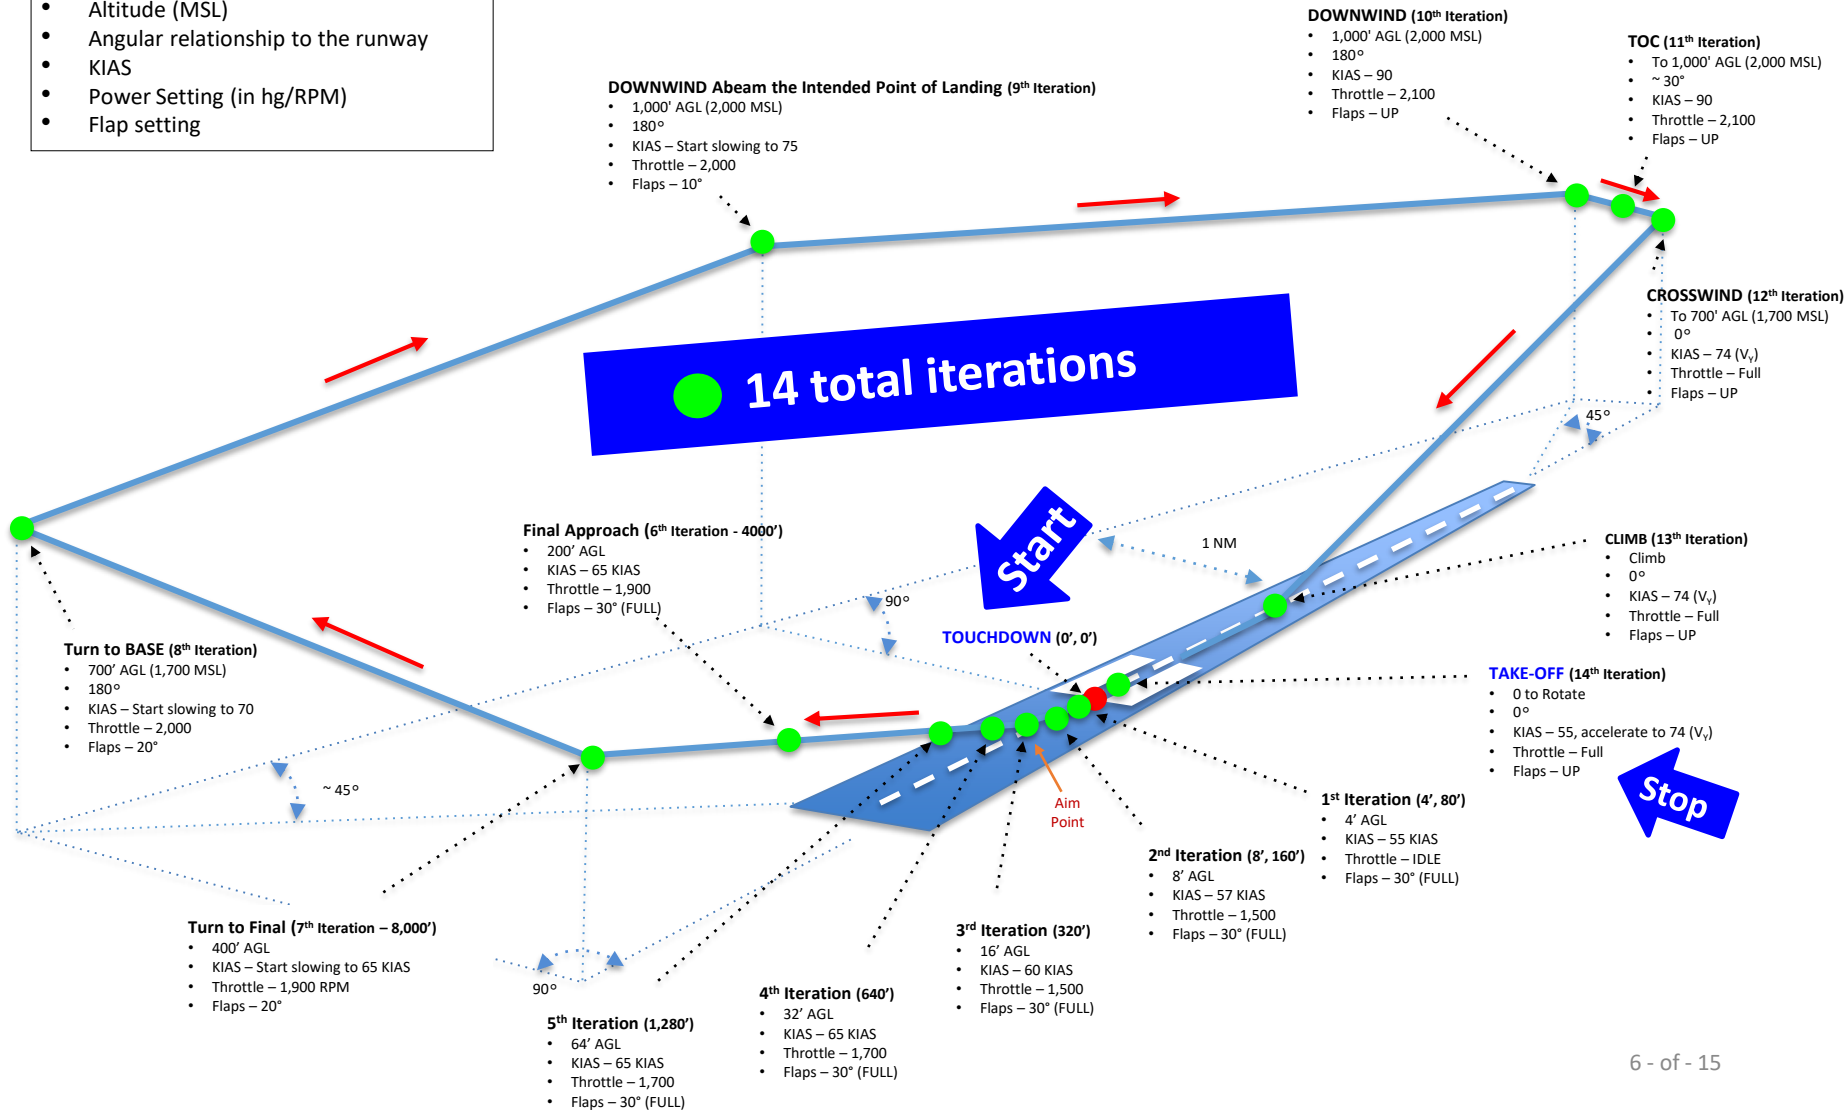 • Altitude (MSL)
• Angular relationship to the runway
• KIAS
• Power Setting (in hg/RPM)
• Flap setting
DOWNWIND Abeam the Intended Point of Landing (9th Iteration)
• 1,000' AGL (2,000 MSL)
• 180°
• KIAS – Start slowing to 75
• Throttle – 2,000
• Flaps – 10°
DOWNWIND (10th Iteration)
• 1,000' AGL (2,000 MSL)
• 180°
• KIAS – 90
• Throttle – 2,100
• Flaps – UP
TOC (11th Iteration)
• To 1,000' AGL (2,000 MSL)
• ~ 30°
• KIAS – 90
• Throttle – 2,100
• Flaps – UP
CROSSWIND (12th Iteration)
• To 700' AGL (1,700 MSL)
• 0°
• KIAS – 74 (VY)
• Throttle – Full
• Flaps – UP
14 total iterations
45°
Start
1 NM
90°
Final Approach (6th Iteration - 4000')
• 200' AGL
• KIAS – 65 KIAS
• Throttle – 1,900
• Flaps – 30° (FULL)
CLIMB (13th Iteration)
• Climb
• 0°
• KIAS – 74 (VY)
• Throttle – Full
• Flaps – UP
TOUCHDOWN (0', 0')
Turn to BASE (8th Iteration)
• 700' AGL (1,700 MSL)
• 180°
• KIAS – Start slowing to 70
• Throttle – 2,000
• Flaps – 20°
TAKE-OFF (14th Iteration)
• 0 to Rotate
• 0°
• KIAS – 55, accelerate to 74 (VY)
• Throttle – Full
• Flaps – UP
Stop
~ 45°
Aim
Point
1st Iteration (4', 80')
• 4' AGL
• KIAS – 55 KIAS
• Throttle – IDLE
• Flaps – 30° (FULL)
2nd Iteration (8', 160')
• 8' AGL
• KIAS – 57 KIAS
• Throttle – 1,500
• Flaps – 30° (FULL)
3rd Iteration (320')
• 16' AGL
• KIAS – 60 KIAS
• Throttle – 1,500
• Flaps – 30° (FULL)
Turn to Final (7th Iteration – 8,000')
• 400' AGL
• KIAS – Start slowing to 65 KIAS
• Throttle – 1,900 RPM
• Flaps – 20°
90°
4th Iteration (640')
• 32' AGL
• KIAS – 65 KIAS
• Throttle – 1,700
• Flaps – 30° (FULL)
5th Iteration (1,280')
• 64' AGL
• KIAS – 65 KIAS
• Throttle – 1,700
• Flaps – 30° (FULL)
6 - of - 15